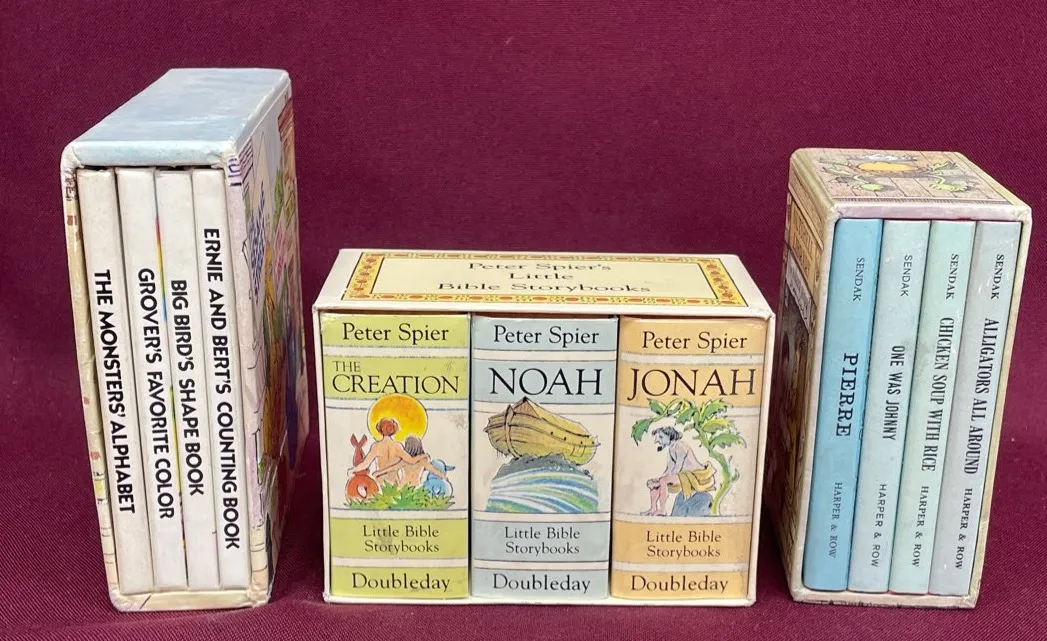 THE MONSTERS' ALPHABET
GROVER'S FAVORITE COLOR
BIG BIRD'S SHAPE BOOK
ERNIE AND BERT'S COUNTING BOOK
Peter Spier's
Little
Bible Storybooks
Peter Spier
THE
CREATION
Little Bible
Storybooks
Doubleday
Peter Spier
NOAH
Little Bible
Storybooks
Doubleday
Peter Spier
JONAH
Little Bible
Storybooks
Doubleday
SENDAK PIERRE HARPER & ROW
SENDAK ONE WAS JOHNNY HARPER & ROW
SENDAK CHICKEN SOUP WITH RICE HARPER & ROW
SENDAK ALLIGATORS ALL AROUND HARPER & ROW